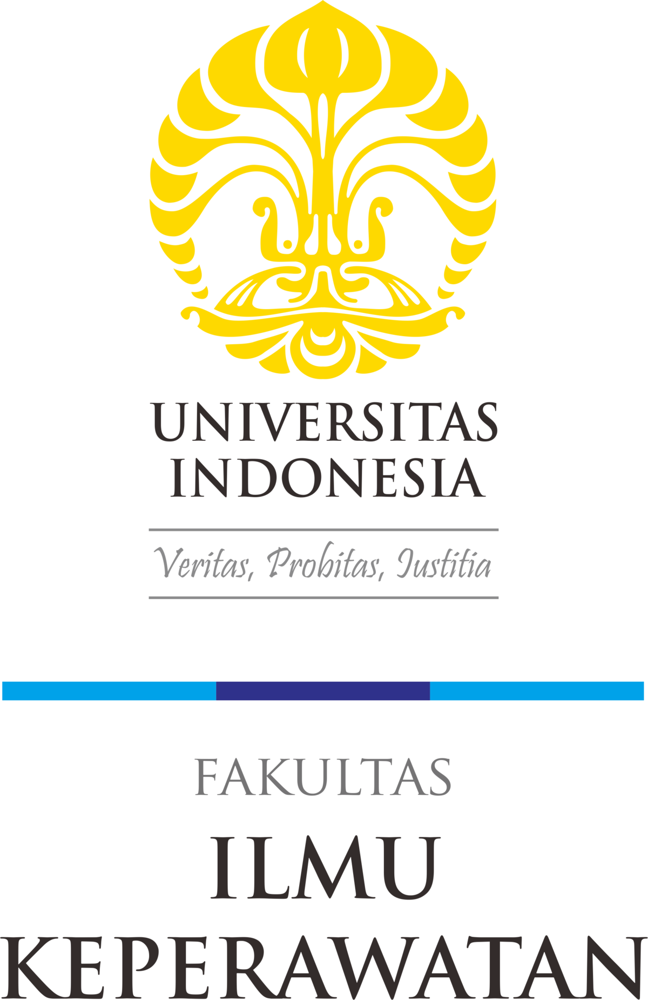 UNIVERSITAS
INDONESIA
Veritas, Probitas, Iustitia
FAKULTAS
ILMU
KEPERAWATAN